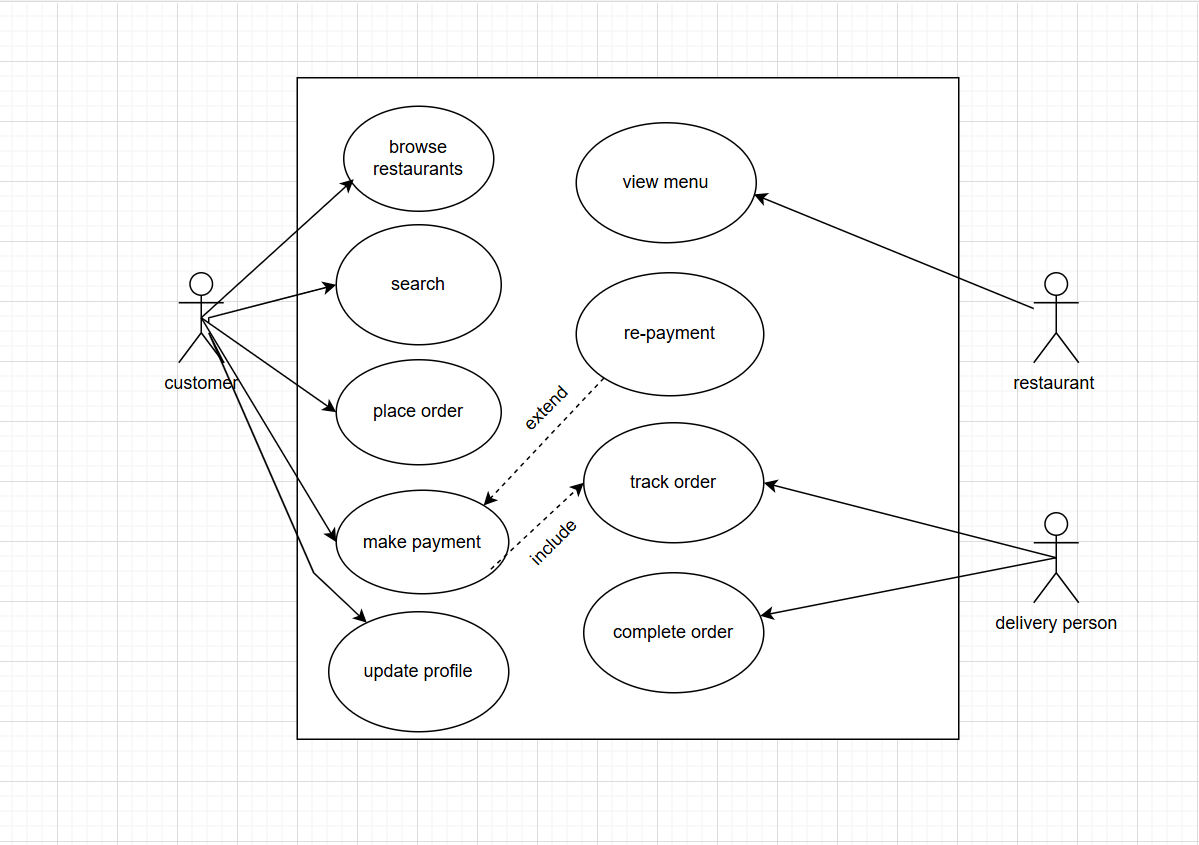 browse
restaurants
view menu
search
re-payment
customer
restaurant
extend
place order
track order
make payment
include
complete order
delivery person
update profile